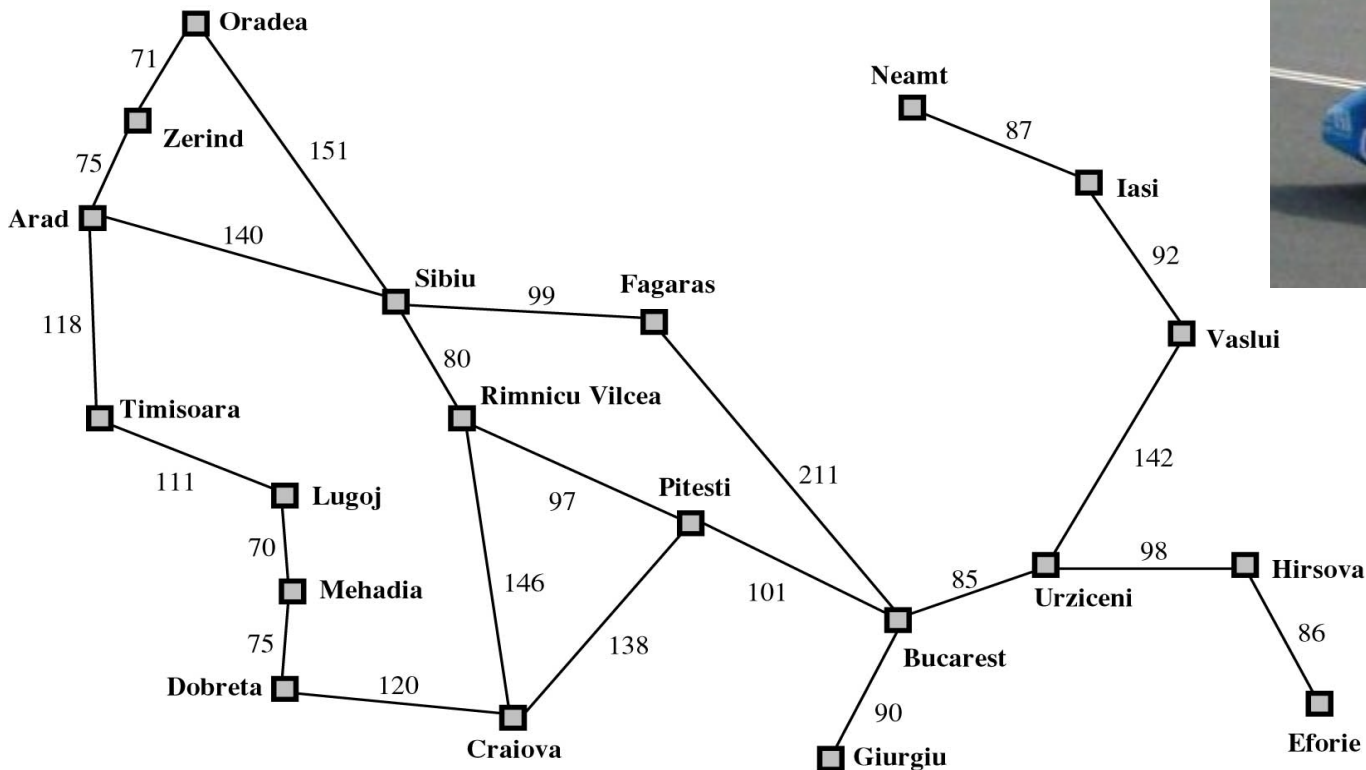 Oradea
71
Neamt
87
Zerind
151
75
Iasi
Arad
140
92
Sibiu
Fagaras
99
118
Vaslui
80
Timisoara
Rimnicu Vilcea
142
211
111
Lugoj
97
Pitesti
70
98
Hirsova
85
Mehadia
146
101
Urziceni
86
75
138
Bucarest
Dobreta
120
90
Craiova
Eforie
Giurgiu